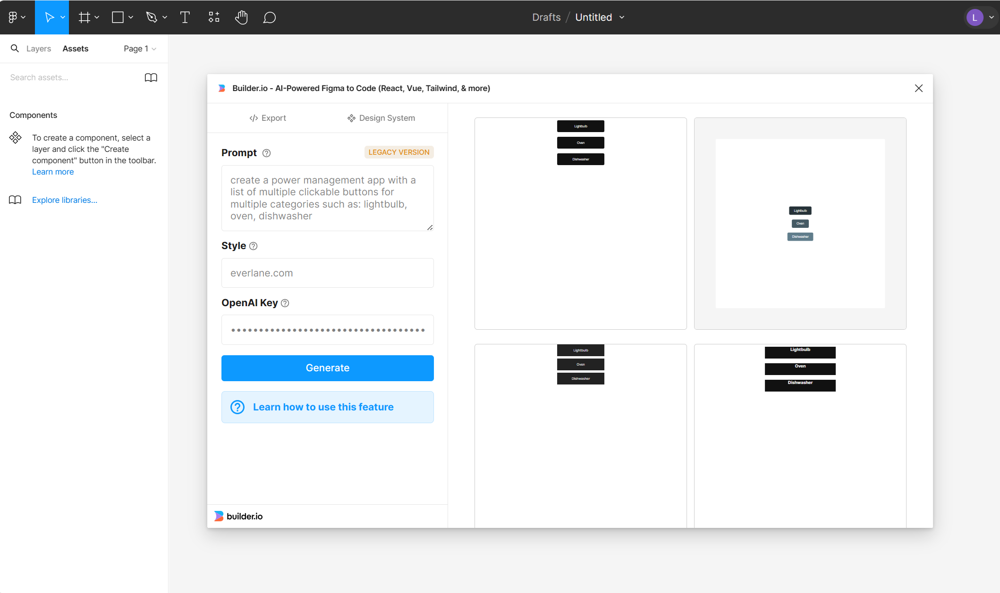 Drafts / Untitled
L
Layers Assets Page 1
Search assets...
Components
To create a component, select a
layer and click the "Create
component" button in the toolbar.
Learn more
Explore libraries...
Builder.io - AI-Powered Figma to Code (React, Vue, Tailwind, & more)
</> Export Design System
Prompt ? LEGACY VERSION
create a power management app with a
list of multiple clickable buttons for
multiple categories such as: lightbulb,
oven, dishwasher
Style ?
everlane.com
OpenAI Key ?
•••••••••••••••••••••••••••••••••••
Generate
? Learn how to use this feature
builder.io
Lightbulb
Oven
Dishwasher
Lightbulb
Oven
Dishwasher
Lightbulb
Oven
Dishwasher
Lightbulb
Oven
Dishwasher